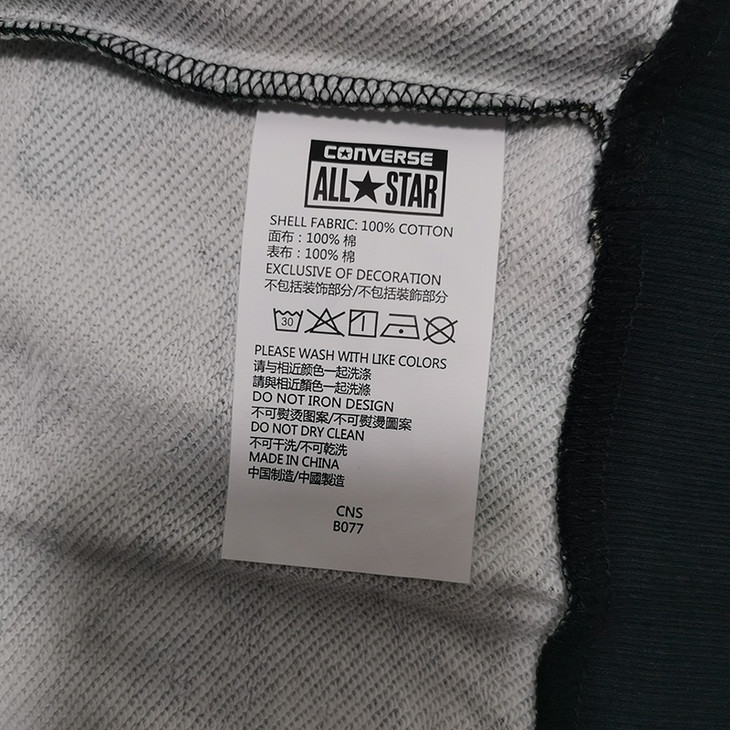 CONVERSE
ALL★STAR
SHELL FABRIC: 100% COTTON
面布：100% 棉
表布：100% 棉
EXCLUSIVE OF DECORATION
不包括装饰部分/不包括裝飾部分
30
PLEASE WASH WITH LIKE COLORS
请与相近颜色一起洗涤
請與相近顏色一起洗滌
DO NOT IRON DESIGN
不可熨烫图案/不可熨燙圖案
DO NOT DRY CLEAN
不可干洗/不可乾洗
MADE IN CHINA
中国制造/中國製造
CNS
B077